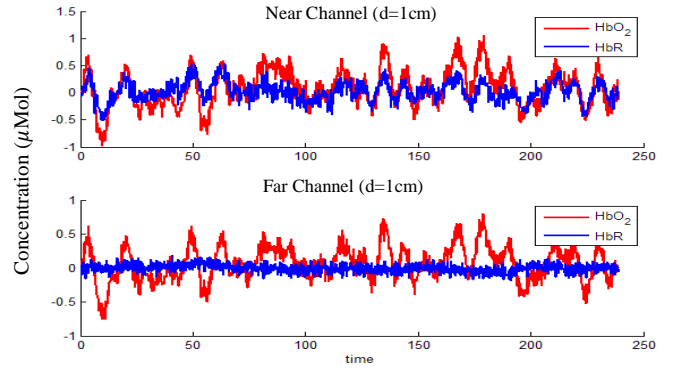 Near Channel (d=1cm)
1.5
1
0.5
0
-0.5
-1
0 50 100 150 200 250
HbO2
HbR
Concentration (μMol)
Far Channel (d=1cm)
1
0.5
0
-0.5
-1
0 50 100 150 200 250
time
HbO2
HbR